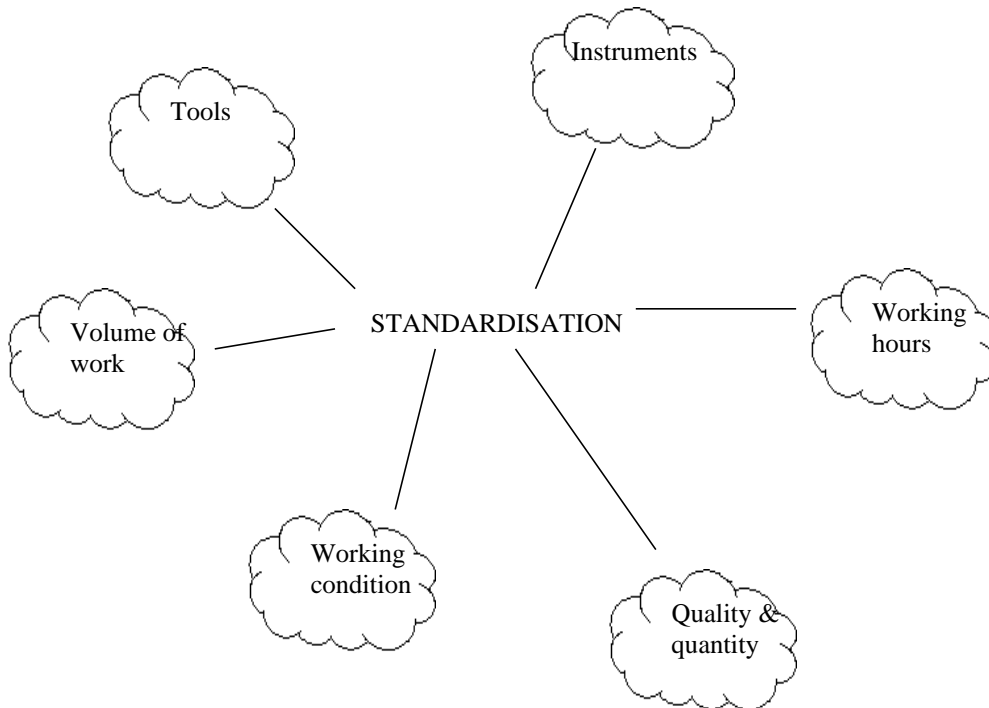 Instruments
Tools
Volume of
work
STANDARDISATION
Working
hours
Working
condition
Quality &
quantity